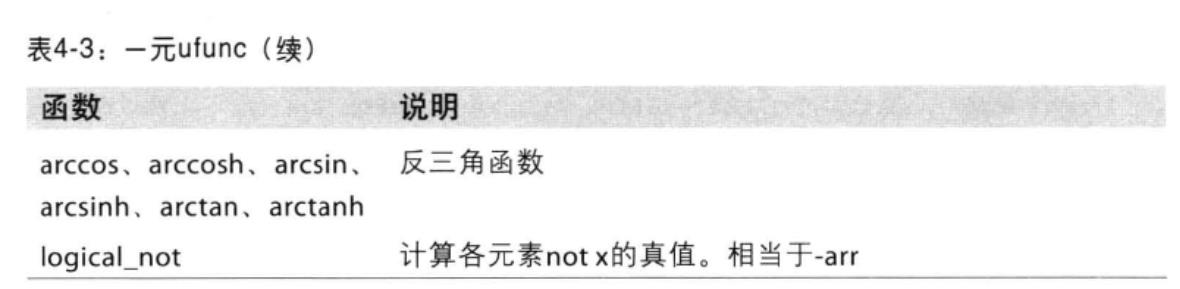 表4-3：一元ufunc（续）
函数 说明
arccos、arccosh、arcsin、 反三角函数
arcsinh、arctan、arctanh
logical_not 计算各元素not x的真值。相当于-arr